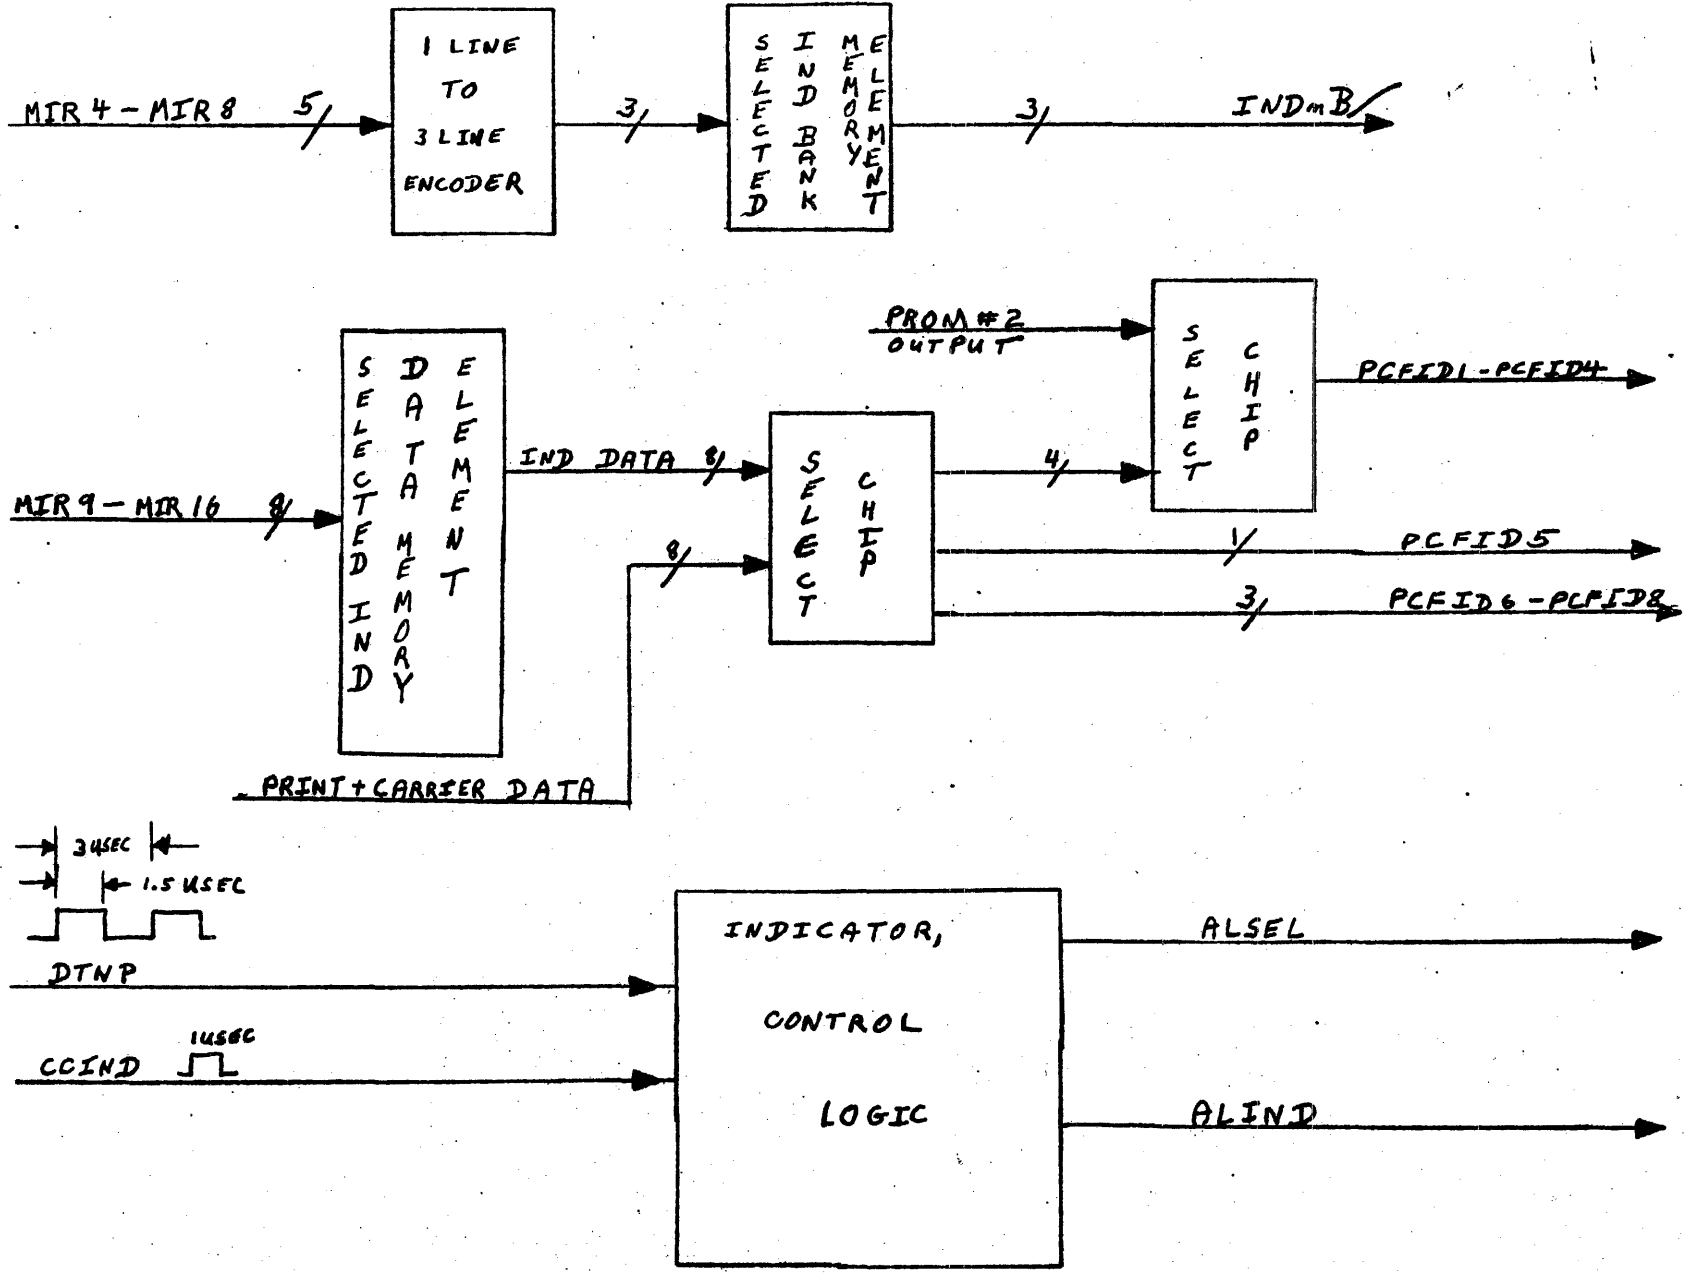 MIR 4 - MIR 8
5
1 LINE
TO
3 LINE
ENCODER
3
SELECTED
IND BANK
MEMORY
ELEMENT
3
INDmB
PROM #2
OUTPUT
SELECT
CHIP
PCFID1 - PCFID4
MIR 9 - MIR 16
8
SELECTED IND
DATA MEMORY
ELEMENT
IND DATA
8
8
SELECT
CHIP
4
1
PCFID5
3
PCFID6 - PCFID8
PRINT + CARRIER DATA
3 USEC
1.5 USEC
DTNP
1USEC
CCIND
INDICATOR,
CONTROL
LOGIC
ALSEL
ALIND